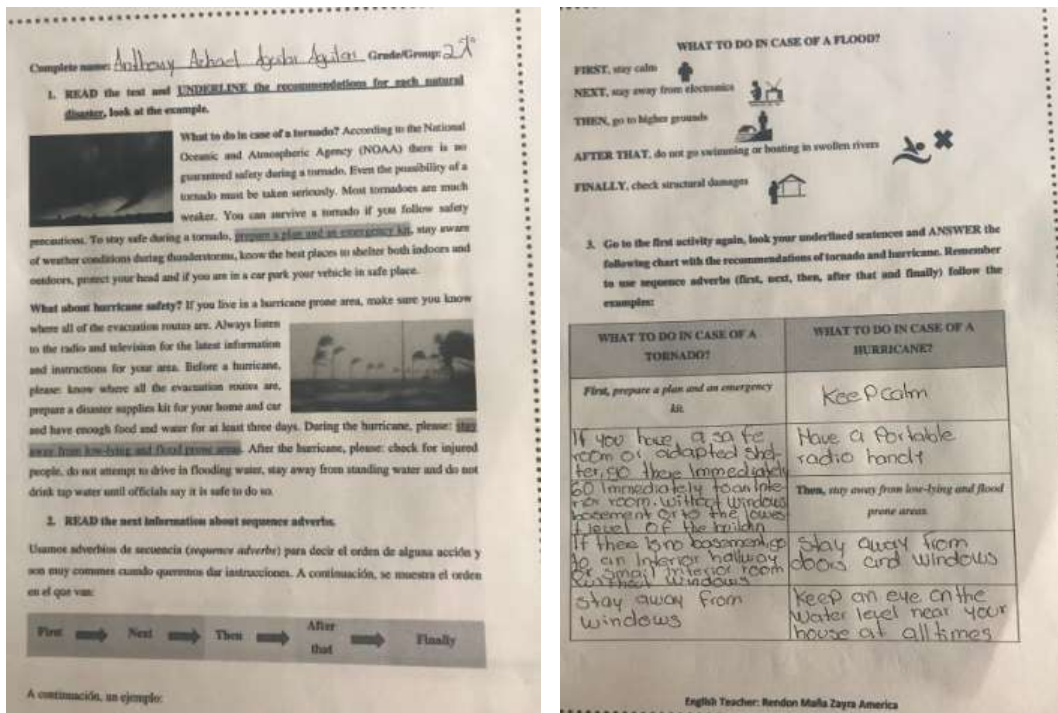 Complete name: Anthony Azhael Aguilar Aguilar Grade/Group: 2
1. READ the text and UNDERLINE the recommendations for each natural
disaster, look at the example.
What to do in case of a tornado? According to the National
Oceanic and Atmospheric Agency (NOAA) there is no
guaranteed safety during a tornado. Even the possibility of a
tornado must be taken seriously. Most tornadoes are much
weaker. You can survive a tornado if you follow safety
precautions. To stay safe during a tornado, prepare a plan and an emergency kit, stay aware
of weather conditions during thunderstorms, know the best places to shelter both indoors and
outdoors, protect your head and if you are in a car park your vehicle in safe place.
What about hurricane safety? If you live in a hurricane prone area, make sure you know
where all of the evacuation routes are. Always listen
to the radio and television for the latest information
and instructions for your area. Before a hurricane,
please: know where all the evacuation routes are,
prepare a disaster supplies kit for your home and car
and have enough food and water for at least three days. During the hurricane, please: stay
away from low-lying and flood prone areas. After the hurricane, please: check for injured
people, do not attempt to drive in flooding water, stay away from standing water and do not
drink tap water until officials say it is safe to do so.
2. READ the next information about sequence adverbs.
Usamos adverbios de secuencia (sequence adverbs) para decir el orden de alguna acción y
son muy comunes cuando queremos dar instrucciones. A continuación, se muestra el orden
en el que van:
First Next Then After that Finally
A continuación, un ejemplo:
WHAT TO DO IN CASE OF A FLOOD?
FIRST, stay calm
NEXT, stay away from electronics
THEN, go to higher grounds
AFTER THAT, do not go swimming or boating in swollen rivers
FINALLY, check structural damages
3. Go to the first activity again, look your underlined sentences and ANSWER the
following chart with the recommendations of tornado and hurricane. Remember
to use sequence adverbs (first, next, then, after that and finally) follow the
examples:
WHAT TO DO IN CASE OF A
TORNADO?
WHAT TO DO IN CASE OF A
HURRICANE?
First, prepare a plan and an emergency
kit.
Keep calm
If you have a safe
room or adapted shel-
ter, go there Immediately
Have a Portable
radio handy
GO Immediately to an Inte-
rior room, without windows
basement or to the lowes
t level of the buildin
Then, stay away from low-lying and flood
prone areas.
If thee is no basement, go
to an Interior hallway
or small interior room
without windows
Stay away from
doors and windows
stay away from
windows
Keep an eye on the
water level near your
house at all times
English Teacher: Rendon Maña Zayra America